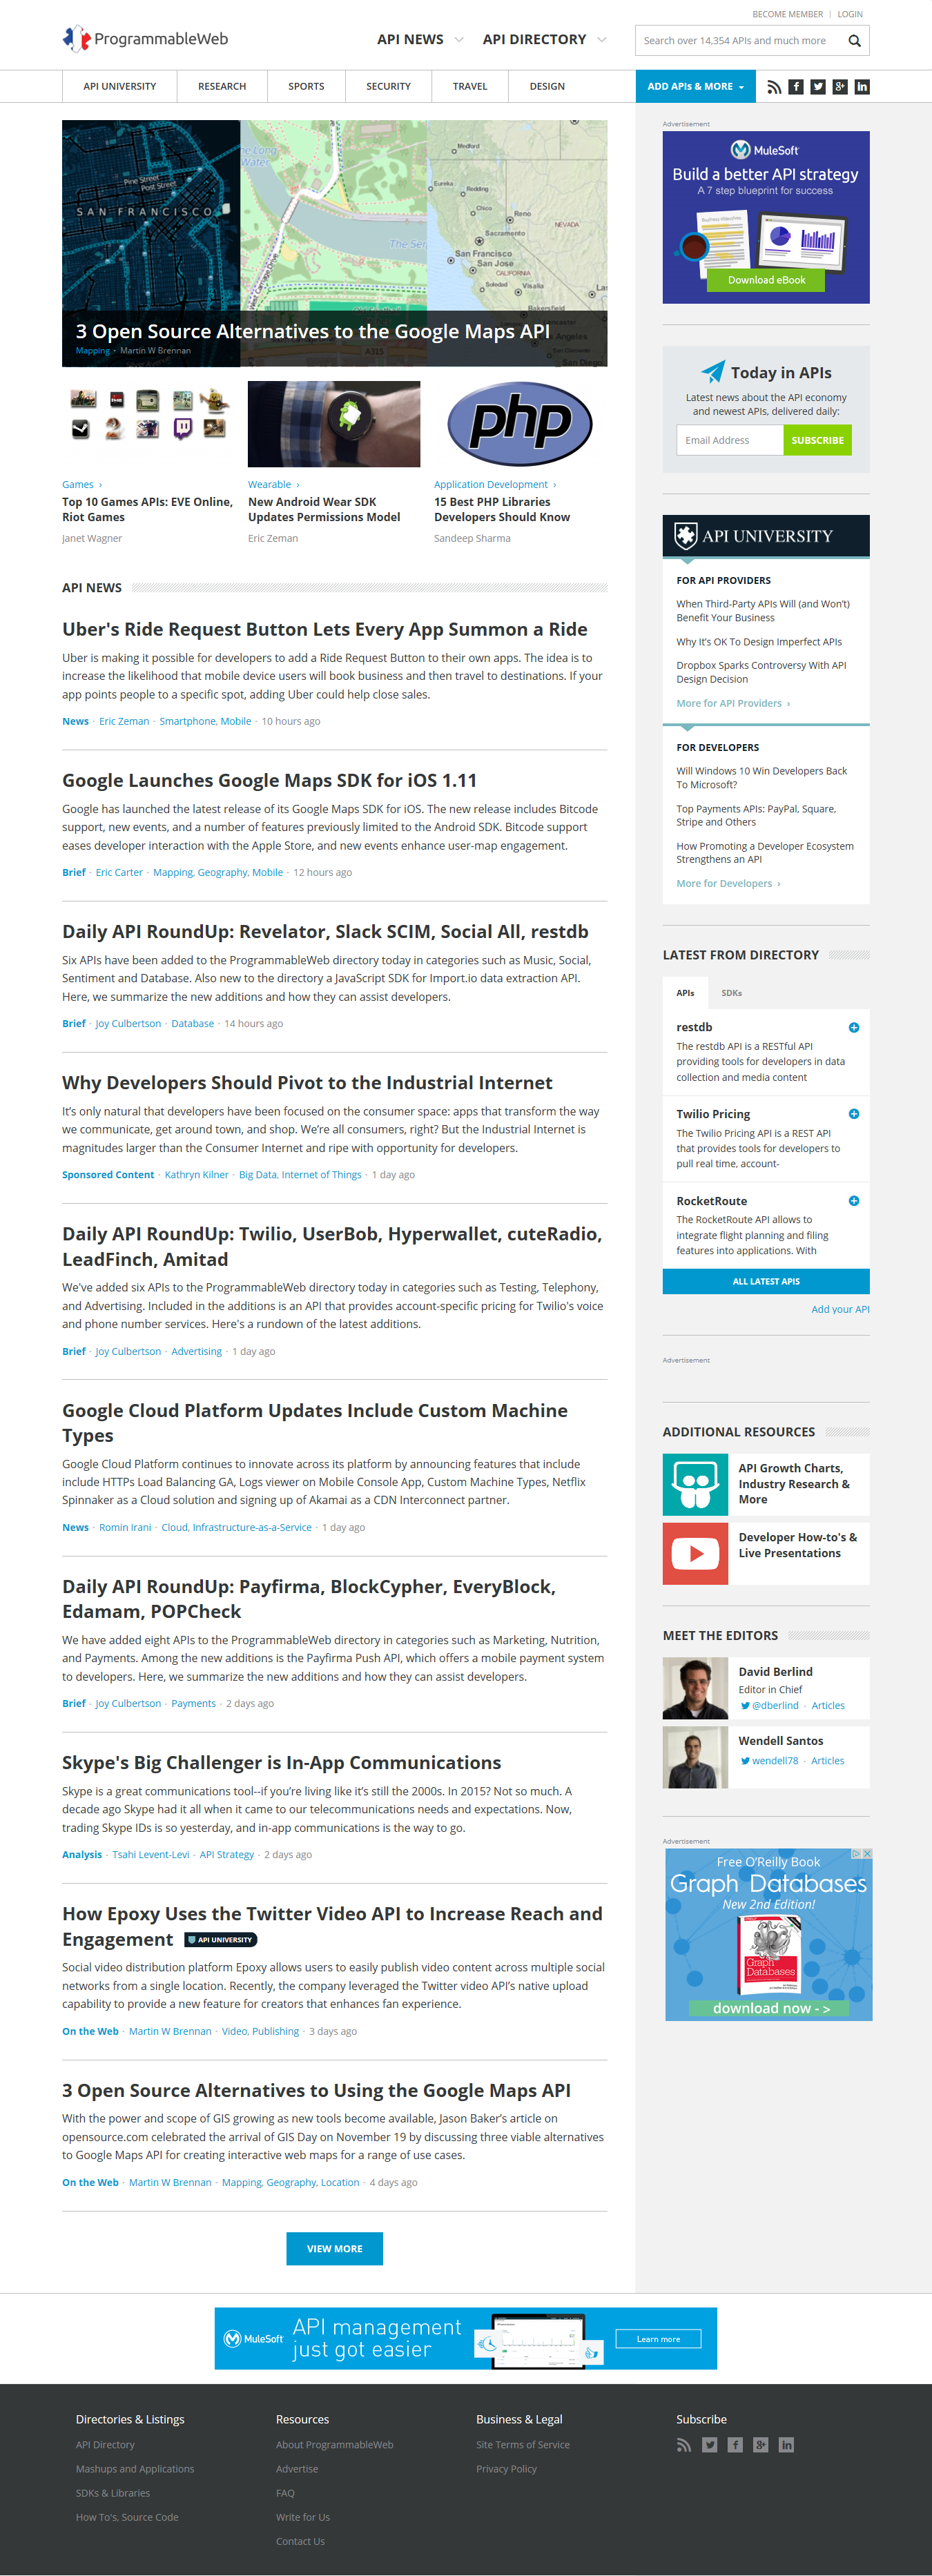 BECOME MEMBER | LOGIN
ProgrammableWeb
API NEWS
API DIRECTORY
Search over 14,354 APIs and much more
API UNIVERSITY
RESEARCH
SPORTS
SECURITY
TRAVEL
DESIGN
ADD APIs & MORE
Pine Street
Post Street
SAN FRANCISCO
e Long
Water
The Ser
A315
Medford
Eureka
Redding
Chico
Reno
NEVADA
Sacramento
San Francisco
San Jose
CALIFORNIA
Soledad
Visalia
Bakersfield
3 Open Source Alternatives to the Google Maps API
Mapping · Martin W Brennan
php
Games ›
Top 10 Games APIs: EVE Online,
Riot Games
Janet Wagner
Wearable ›
New Android Wear SDK
Updates Permissions Model
Eric Zeman
Application Development ›
15 Best PHP Libraries
Developers Should Know
Sandeep Sharma
API NEWS
Uber's Ride Request Button Lets Every App Summon a Ride
Uber is making it possible for developers to add a Ride Request Button to their own apps. The idea is to
increase the likelihood that mobile device users will book business and then travel to destinations. If your
app points people to a specific spot, adding Uber could help close sales.
News · Eric Zeman · Smartphone, Mobile · 10 hours ago
Google Launches Google Maps SDK for iOS 1.11
Google has launched the latest release of its Google Maps SDK for iOS. The new release includes Bitcode
support, new events, and a number of features previously limited to the Android SDK. Bitcode support
eases developer interaction with the Apple Store, and new events enhance user-map engagement.
Brief · Eric Carter · Mapping, Geography, Mobile · 12 hours ago
Daily API RoundUp: Revelator, Slack SCIM, Social All, restdb
Six APIs have been added to the ProgrammableWeb directory today in categories such as Music, Social,
Sentiment and Database. Also new to the directory a JavaScript SDK for Import.io data extraction API.
Here, we summarize the new additions and how they can assist developers.
Brief · Joy Culbertson · Database · 14 hours ago
Why Developers Should Pivot to the Industrial Internet
It's only natural that developers have been focused on the consumer space: apps that transform the way
we communicate, get around town, and shop. We're all consumers, right? But the Industrial Internet is
magnitudes larger than the Consumer Internet and ripe with opportunity for developers.
Sponsored Content · Kathryn Kilner · Big Data, Internet of Things · 1 day ago
Daily API RoundUp: Twilio, UserBob, Hyperwallet, cuteRadio,
LeadFinch, Amitad
We've added six APIs to the ProgrammableWeb directory today in categories such as Testing, Telephony,
and Advertising. Included in the additions is an API that provides account-specific pricing for Twilio's voice
and phone number services. Here's a rundown of the latest additions.
Brief · Joy Culbertson · Advertising · 1 day ago
Google Cloud Platform Updates Include Custom Machine
Types
Google Cloud Platform continues to innovate across its platform by announcing features that include
include HTTPs Load Balancing GA, Logs viewer on Mobile Console App, Custom Machine Types, Netflix
Spinnaker as a Cloud solution and signing up of Akamai as a CDN Interconnect partner.
News · Romin Irani · Cloud, Infrastructure-as-a-Service · 1 day ago
Daily API RoundUp: Payfirma, BlockCypher, EveryBlock,
Edamam, POPCheck
We have added eight APIs to the ProgrammableWeb directory in categories such as Marketing, Nutrition,
and Payments. Among the new additions is the Payfirma Push API, which offers a mobile payment system
to developers. Here, we summarize the new additions and how they can assist developers.
Brief · Joy Culbertson · Payments · 2 days ago
Skype's Big Challenger is In-App Communications
Skype is a great communications tool--if you're living like it's still the 2000s. In 2015? Not so much. A
decade ago Skype had it all when it came to our telecommunications needs and expectations. Now,
trading Skype IDs is so yesterday, and in-app communications is the way to go.
Analysis · Tsahi Levent-Levi · API Strategy · 2 days ago
How Epoxy Uses the Twitter Video API to Increase Reach and
Engagement API UNIVERSITY
Social video distribution platform Epoxy allows users to easily publish video content across multiple social
networks from a single location. Recently, the company leveraged the Twitter video API's native upload
capability to provide a new feature for creators that enhances fan experience.
On the Web · Martin W Brennan · Video, Publishing · 3 days ago
3 Open Source Alternatives to Using the Google Maps API
With the power and scope of GIS growing as new tools become available, Jason Baker's article on
opensource.com celebrated the arrival of GIS Day on November 19 by discussing three viable alternatives
to Google Maps API for creating interactive web maps for a range of use cases.
On the Web · Martin W Brennan · Mapping, Geography, Location · 4 days ago
VIEW MORE
Advertisement
MuleSoft
Build a better API strategy
A 7 step blueprint for success
Download eBook
Today in APIs
Latest news about the API economy
and newest APIs, delivered daily:
Email Address
SUBSCRIBE
API UNIVERSITY
FOR API PROVIDERS
When Third-Party APIs Will (and Won't)
Benefit Your Business
Why It's OK To Design Imperfect APIs
Dropbox Sparks Controversy With API
Design Decision
More for API Providers ›
FOR DEVELOPERS
Will Windows 10 Win Developers Back
To Microsoft?
Top Payments APIs: PayPal, Square,
Stripe and Others
How Promoting a Developer Ecosystem
Strengthens an API
More for Developers ›
LATEST FROM DIRECTORY
APIs
SDKs
restdb
The restdb API is a RESTful API
providing tools for developers in data
collection and media content
Twilio Pricing
The Twilio Pricing API is a REST API
that provides tools for developers to
pull real time, account-
RocketRoute
The RocketRoute API allows to
integrate flight planning and filing
features into applications. With
ALL LATEST APIS
Add your API
Advertisement
ADDITIONAL RESOURCES
API Growth Charts,
Industry Research &
More
Developer How-to's &
Live Presentations
MEET THE EDITORS
David Berlind
Editor in Chief
@dberlind · Articles
Wendell Santos
wendell78 · Articles
Advertisement
Free O'Reilly Book
Graph Databases
New 2nd Edition!
Graph
Databases
download now - >
MuleSoft
API management
just got easier
Learn more
Directories & Listings
API Directory
Mashups and Applications
SDKs & Libraries
How To's, Source Code
Resources
About ProgrammableWeb
Advertise
FAQ
Write for Us
Contact Us
Business & Legal
Site Terms of Service
Privacy Policy
Subscribe